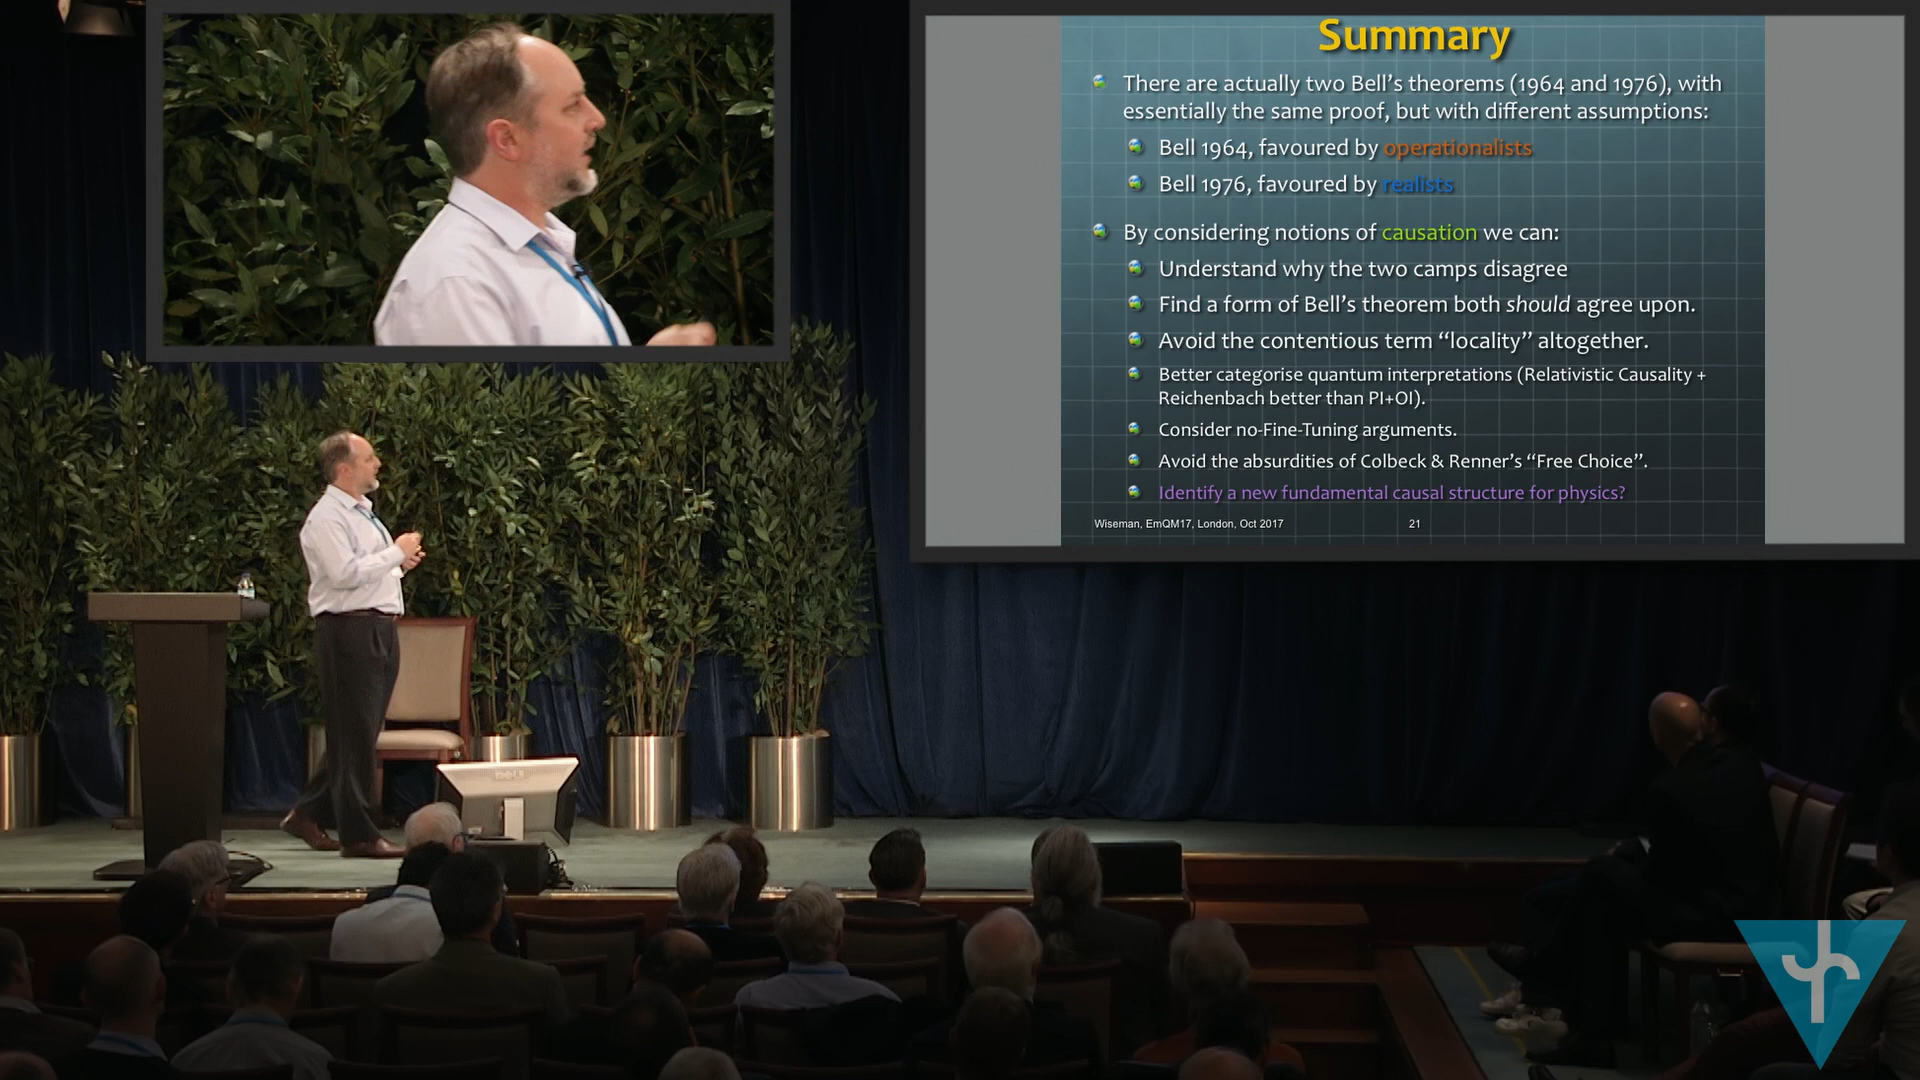 Summary
There are actually two Bell's theorems (1964 and 1976), with
essentially the same proof, but with different assumptions:
Bell 1964, favoured by operationalists
Bell 1976, favoured by realists
By considering notions of causation we can:
Understand why the two camps disagree
Find a form of Bell's theorem both should agree upon.
Avoid the contentious term “locality” altogether.
Better categorise quantum interpretations (Relativistic Causality +
Reichenbach better than PI+OI).
Consider no-Fine-Tuning arguments.
Avoid the absurdities of Colbeck & Renner's “Free Choice”.
Identify a new fundamental causal structure for physics?
Wiseman, EmQM17, London, Oct 2017 21
DELL